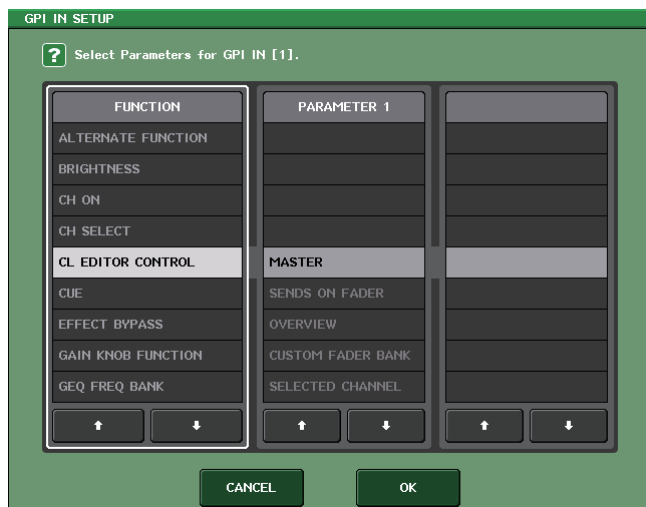 GPI IN SETUP
? Select Parameters for GPI IN [1].
FUNCTION
ALTERNATE FUNCTION
BRIGHTNESS
CH ON
CH SELECT
CL EDITOR CONTROL
CUE
EFFECT BYPASS
GAIN KNOB FUNCTION
GEQ FREQ BANK
PARAMETER 1
MASTER
SENDS ON FADER
OVERVIEW
CUSTOM FADER BANK
SELECTED CHANNEL
CANCEL
OK